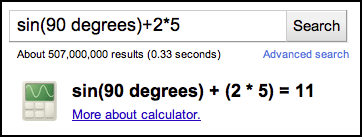 sin(90 degrees)+2*5 Search
About 507,000,000 results (0.33 seconds) Advanced search
sin(90 degrees) + (2 * 5) = 11
More about calculator.